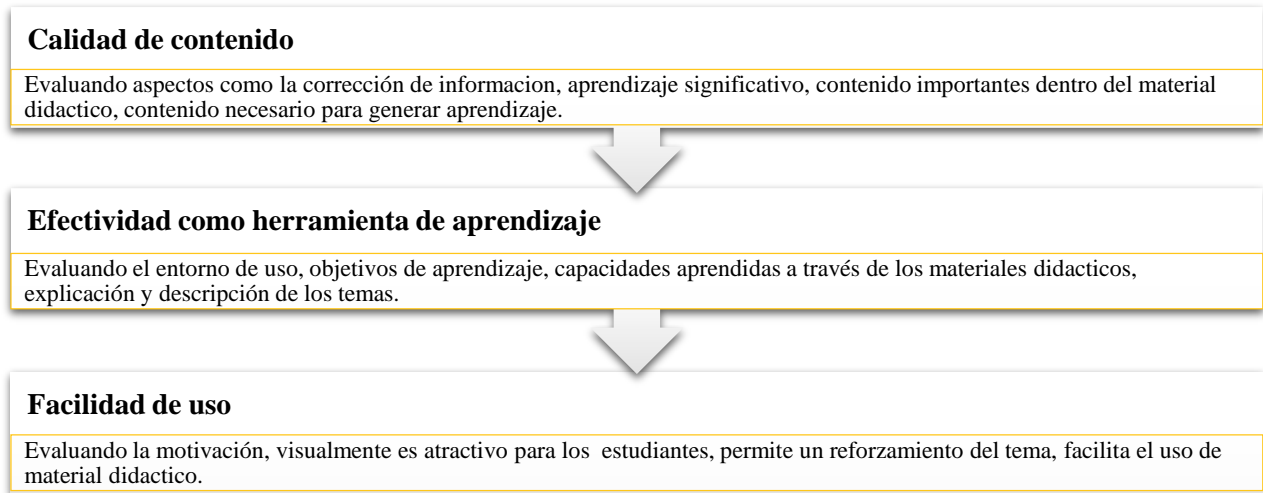 Calidad de contenido
Evaluando aspectos como la corrección de informacion, aprendizaje significativo, contenido importantes dentro del material
didactico, contenido necesario para generar aprendizaje.
Efectividad como herramienta de aprendizaje
Evaluando el entorno de uso, objetivos de aprendizaje, capacidades aprendidas a través de los materiales didacticos,
explicación y descripción de los temas.
Facilidad de uso
Evaluando la motivación, visualmente es atractivo para los estudiantes, permite un reforzamiento del tema, facilita el uso de
material didactico.